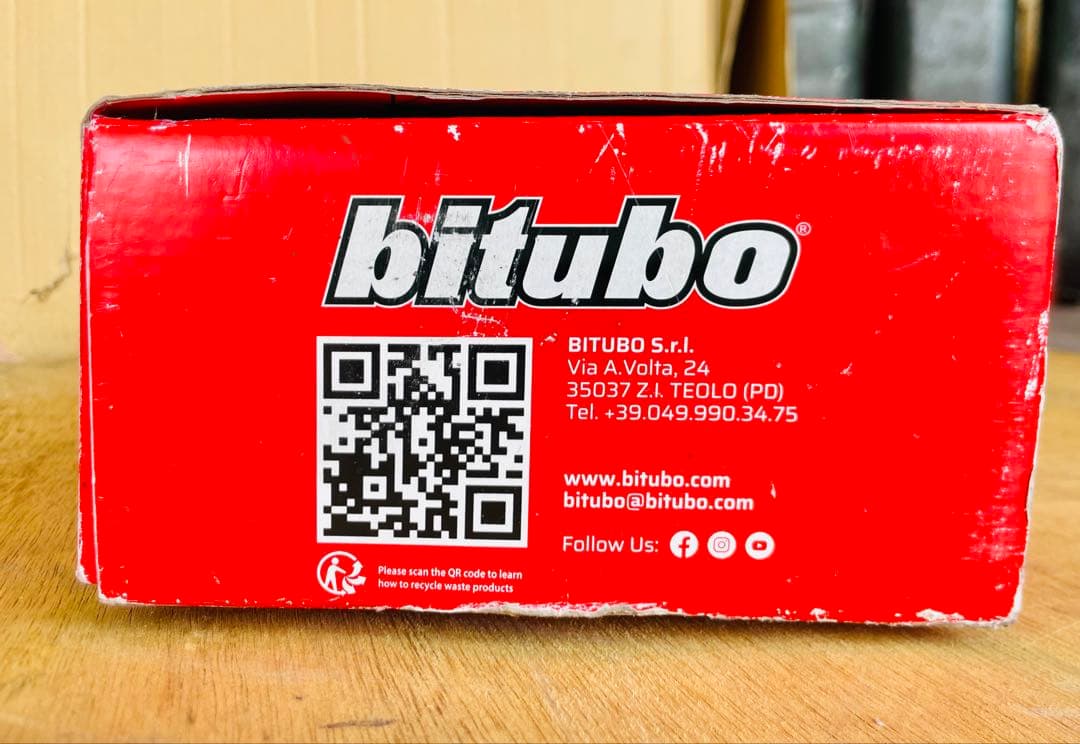 bitubo®
BITUBO S.r.l.
Via A.Volta, 24
35037 Z.I. TEOLO (PD)
Tel. +39.049.990.34.75
www.bitubo.com
bitubo@bitubo.com
Follow Us:
Please scan the QR code to learn
how to recycle waste products